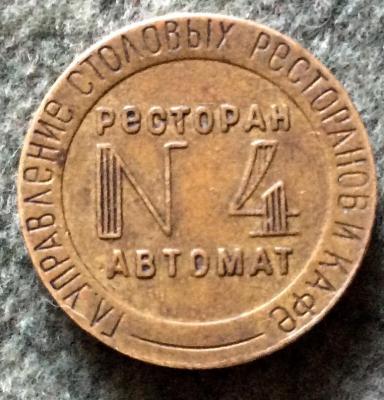 ГЛ. УПРАВЛЕНИЕ СТОЛОВЫХ РЕСТОРАНОВ И КАФЕ
РЕСТОРАН
N 4
АВТОМАТ